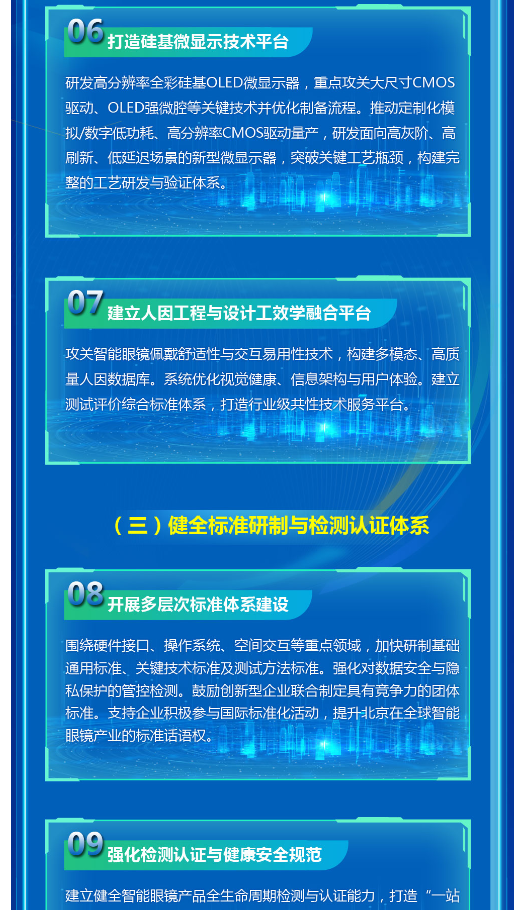 06
打造硅基微显示技术平台
研发高分辨率全彩硅基OLED微显示器，重点攻关大尺寸CMOS
驱动、OLED强微腔等关键技术并优化制备流程。推动定制化模
拟/数字低功耗、高分辨率CMOS驱动量产，研发面向高灰阶、高
刷新、低延迟场景的新型微显示器，突破关键工艺瓶颈，构建完
整的工艺研发与验证体系。
07
建立人因工程与设计工效学融合平台
攻关智能眼镜佩戴舒适性与交互易用性技术，构建多模态、高质
量人因数据库。系统优化视觉健康、信息架构与用户体验。建立
测试评价综合标准体系，打造行业级共性技术服务平台。
（三）健全标准研制与检测认证体系
08
开展多层次标准体系建设
围绕硬件接口、操作系统、空间交互等重点领域，加快研制基础
通用标准、关键技术标准及测试方法标准。强化对数据安全与隐
私保护的管控检测。鼓励创新型企业联合制定具有竞争力的团体
标准。支持企业积极参与国际标准化活动，提升北京在全球智能
眼镜产业的标准话语权。
09
强化检测认证与健康安全规范
建立健全智能眼镜产品全生命周期检测与认证能力，打造“一站